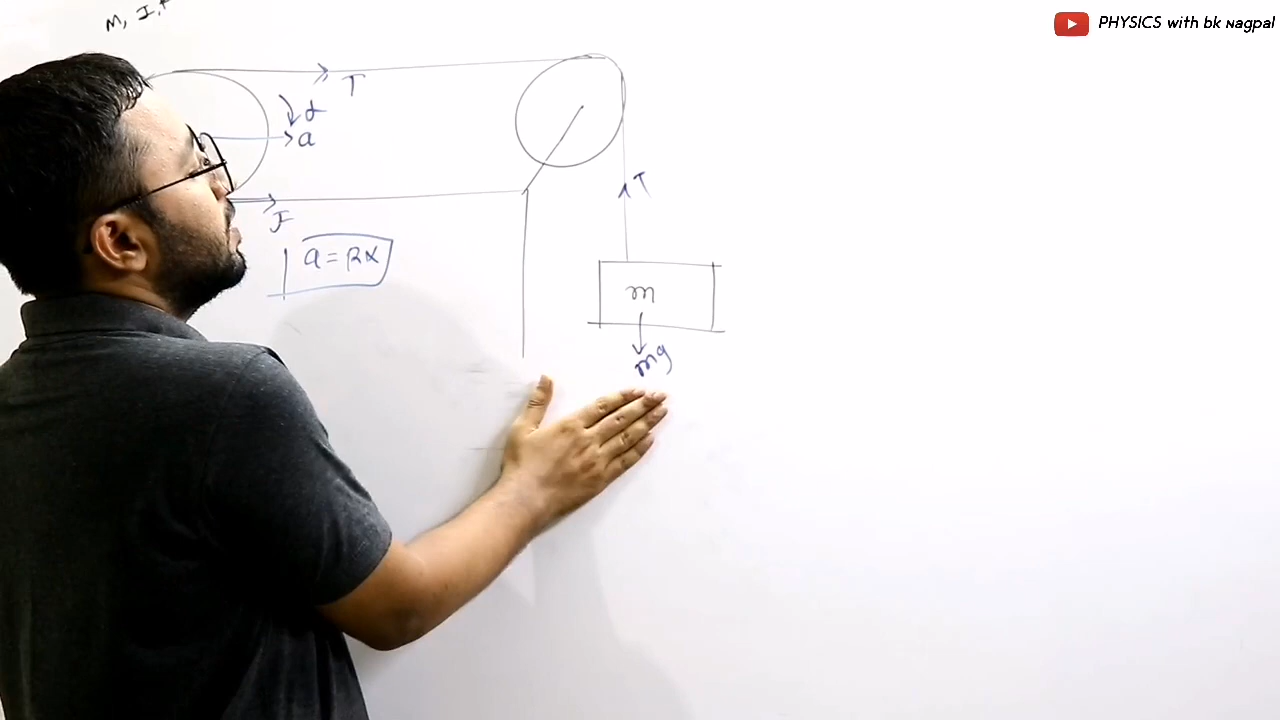 PHYSICS with bk Nagpal
M, I,
T
α
a
T
F
a = Rα
m
mg